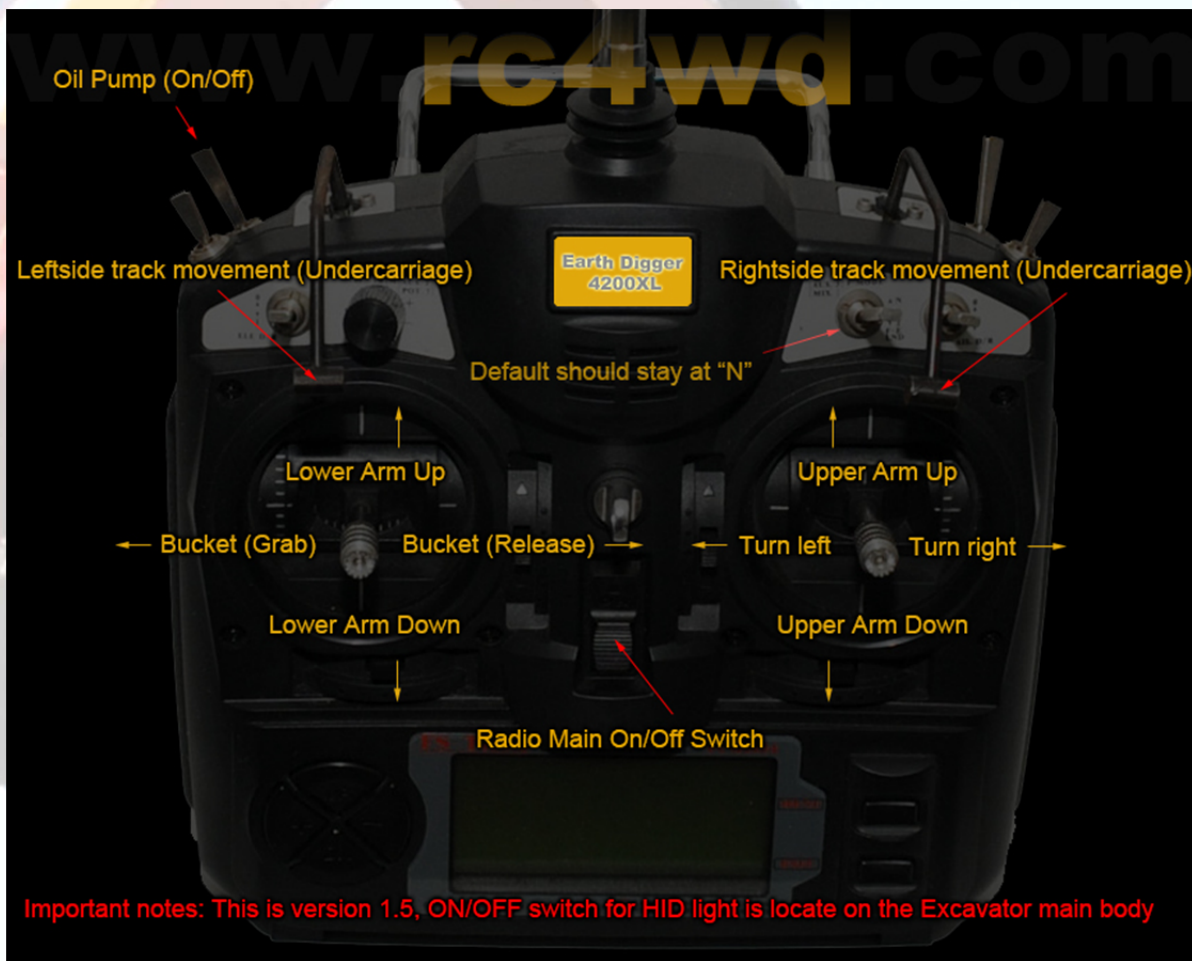 www.rc4wd.com
Oil Pump (On/Off)
Leftside track movement (Undercarriage)
Earth Digger
4200XL
Rightside track movement (Undercarriage)
Default should stay at “N”
Lower Arm Up
Upper Arm Up
Bucket (Grab)
Bucket (Release)
Turn left
Turn right
Lower Arm Down
Upper Arm Down
Radio Main On/Off Switch
Important notes: This is version 1.5, ON/OFF switch for HID light is locate on the Excavator main body